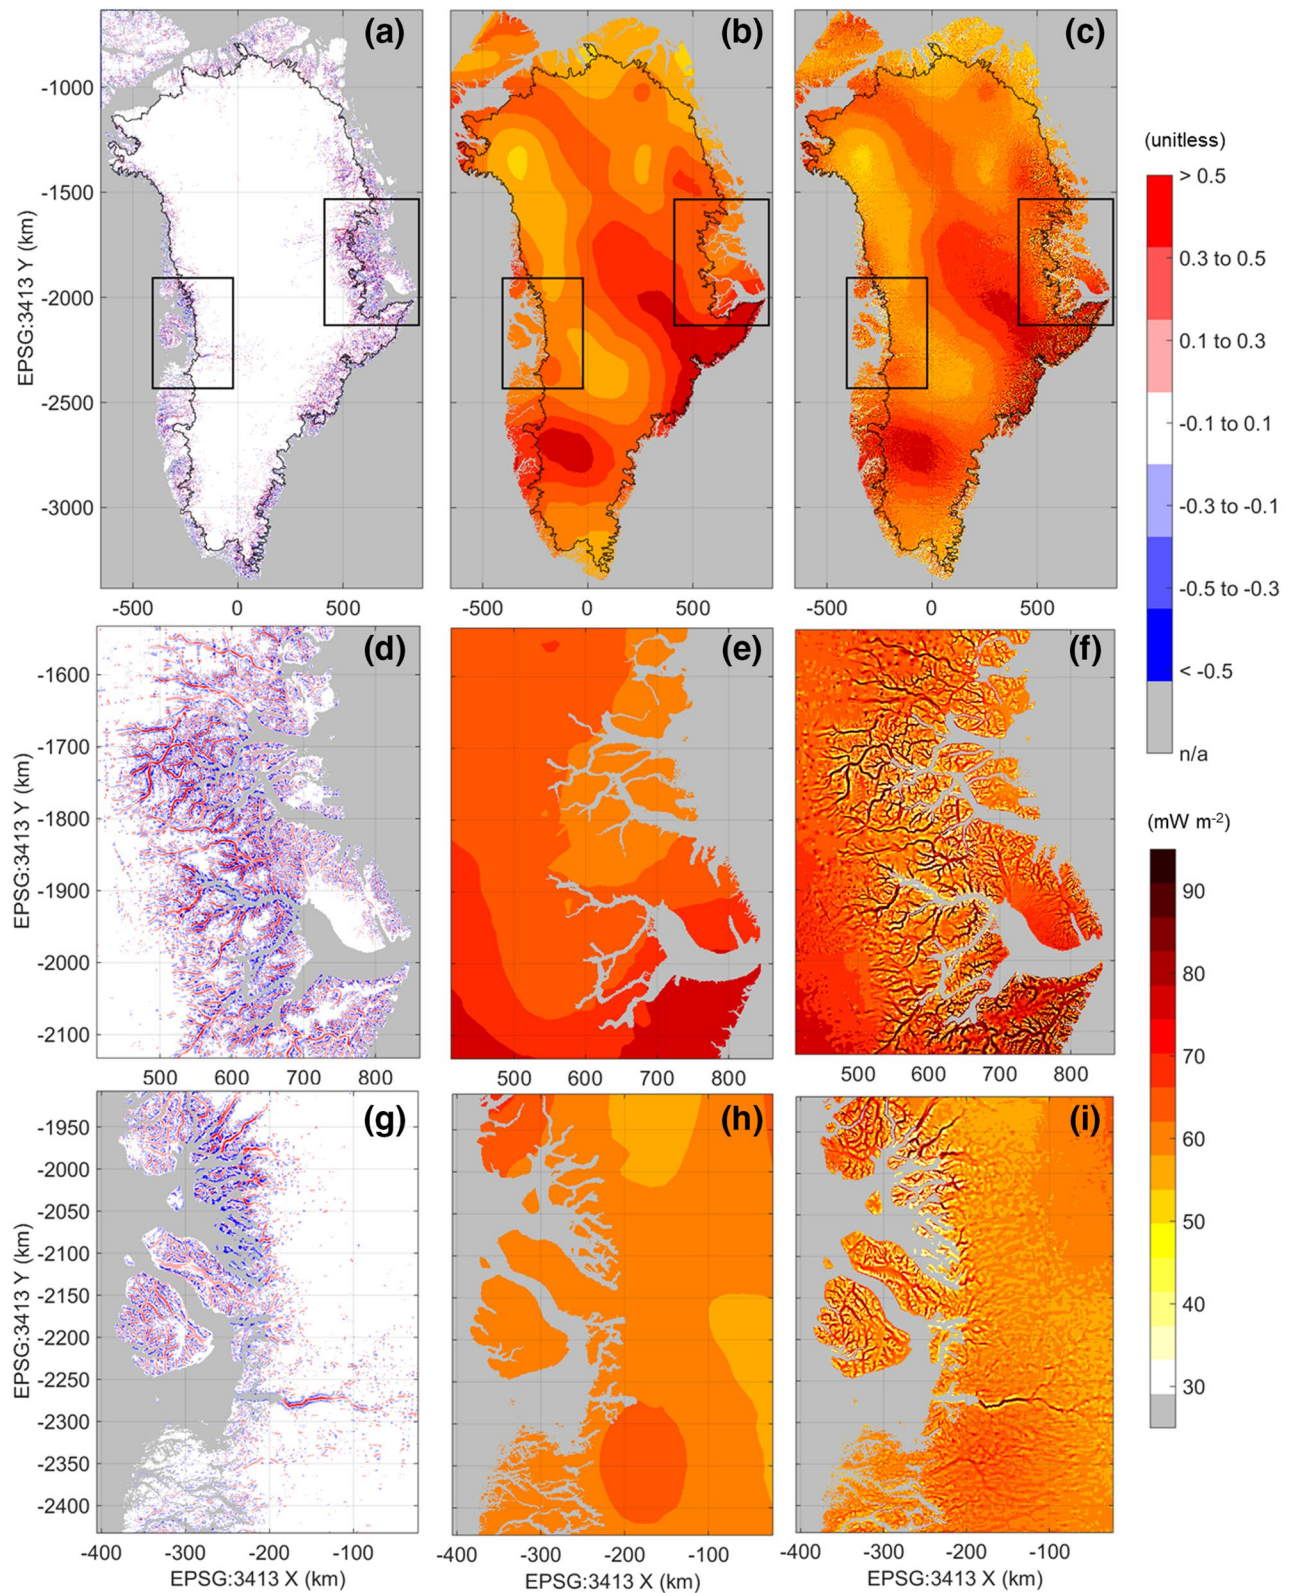 (a)
(b)
(c)
EPSG:3413 Y (km)
-1000
-1500
-2000
-2500
-3000
-500 0 500
-500 0 500
-500 0 500
(unitless)
> 0.5
0.3 to 0.5
0.1 to 0.3
-0.1 to 0.1
-0.3 to -0.1
-0.5 to -0.3
< -0.5
n/a
(d)
(e)
(f)
EPSG:3413 Y (km)
-1600
-1700
-1800
-1900
-2000
-2100
500 600 700 800
500 600 700 800
500 600 700 800
(mW m⁻²)
90
80
70
60
50
40
30
(g)
(h)
(i)
EPSG:3413 Y (km)
-1950
-2000
-2050
-2100
-2150
-2200
-2250
-2300
-2350
-2400
-400 -300 -200 -100
-400 -300 -200 -100
-400 -300 -200 -100
EPSG:3413 X (km)
EPSG:3413 X (km)
EPSG:3413 X (km)